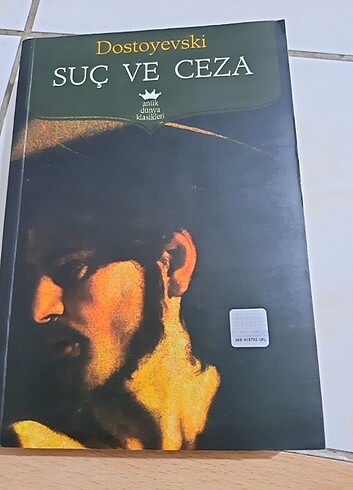 Dostoyevski
SUÇ VE CEZA
antik
dünya
klasikleri